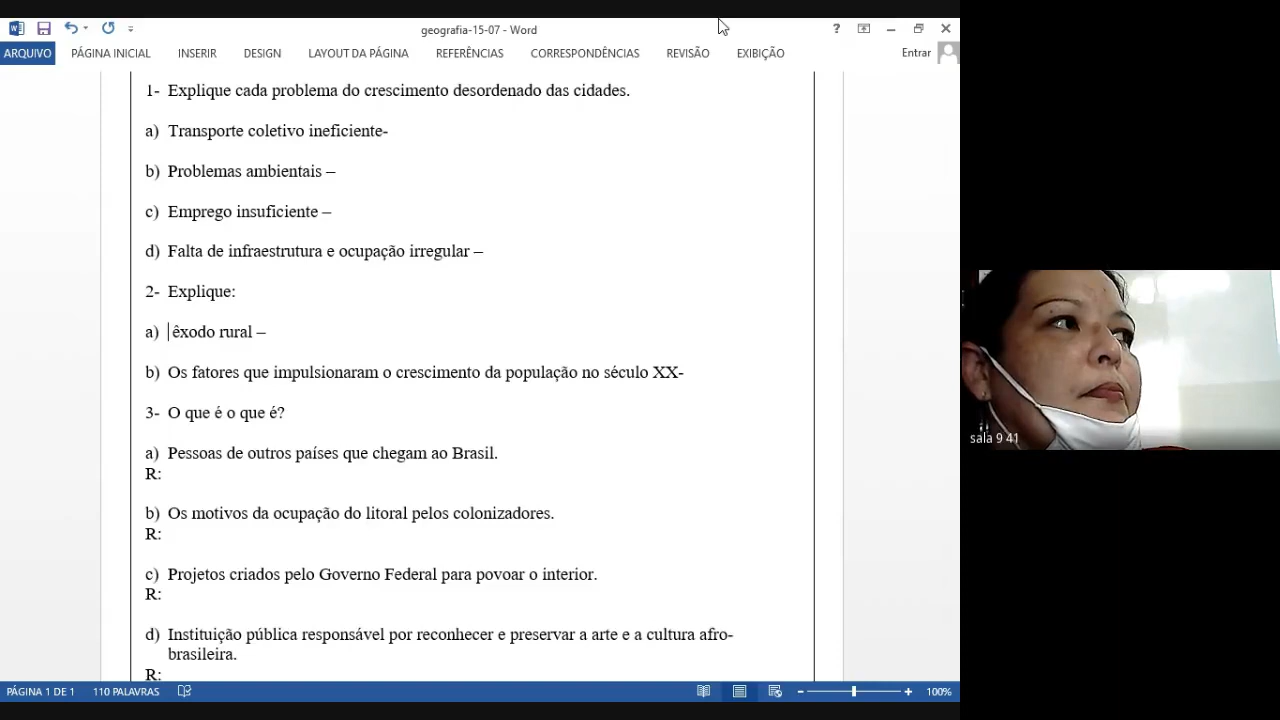 geografia-15-07 - Word
?
ARQUIVO PÁGINA INICIAL INSERIR DESIGN LAYOUT DA PÁGINA REFERÊNCIAS CORRESPONDÊNCIAS REVISÃO EXIBIÇÃO Entrar
1- Explique cada problema do crescimento desordenado das cidades.
a) Transporte coletivo ineficiente-
b) Problemas ambientais –
c) Emprego insuficiente –
d) Falta de infraestrutura e ocupação irregular –
2- Explique:
a) êxodo rural –
b) Os fatores que impulsionaram o crescimento da população no século XX-
3- O que é o que é?
a) Pessoas de outros países que chegam ao Brasil.
R:
b) Os motivos da ocupação do litoral pelos colonizadores.
R:
c) Projetos criados pelo Governo Federal para povoar o interior.
R:
d) Instituição pública responsável por reconhecer e preservar a arte e a cultura afro-
brasileira.
R:
PÁGINA 1 DE 1 110 PALAVRAS 100%
sala 9 41